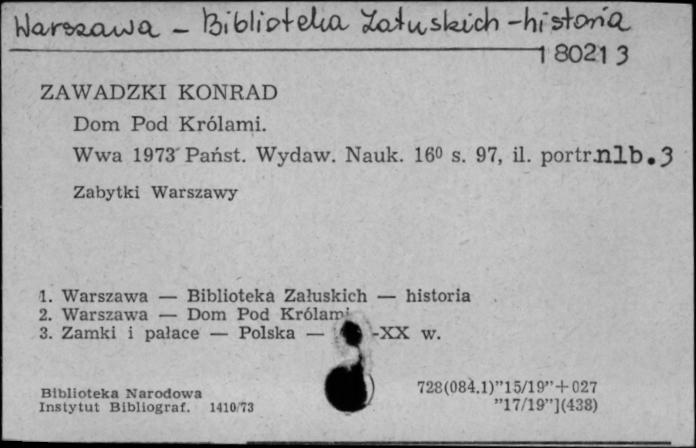 Warszawa - Biblioteka Załuskich - historia
1 8021 3
ZAWADZKI KONRAD
Dom Pod Królami.
Wwa 1973 Państ. Wydaw. Nauk. 16⁰ s. 97, il. portr. nlb. 3
Zabytki Warszawy
1. Warszawa — Biblioteka Załuskich — historia
2. Warszawa — Dom Pod Królami
3. Zamki i pałace — Polska — -XX w.
Biblioteka Narodowa
Instytut Bibliograf. 1410/73
728(084.1)"15/19"+027
"17/19"](438)